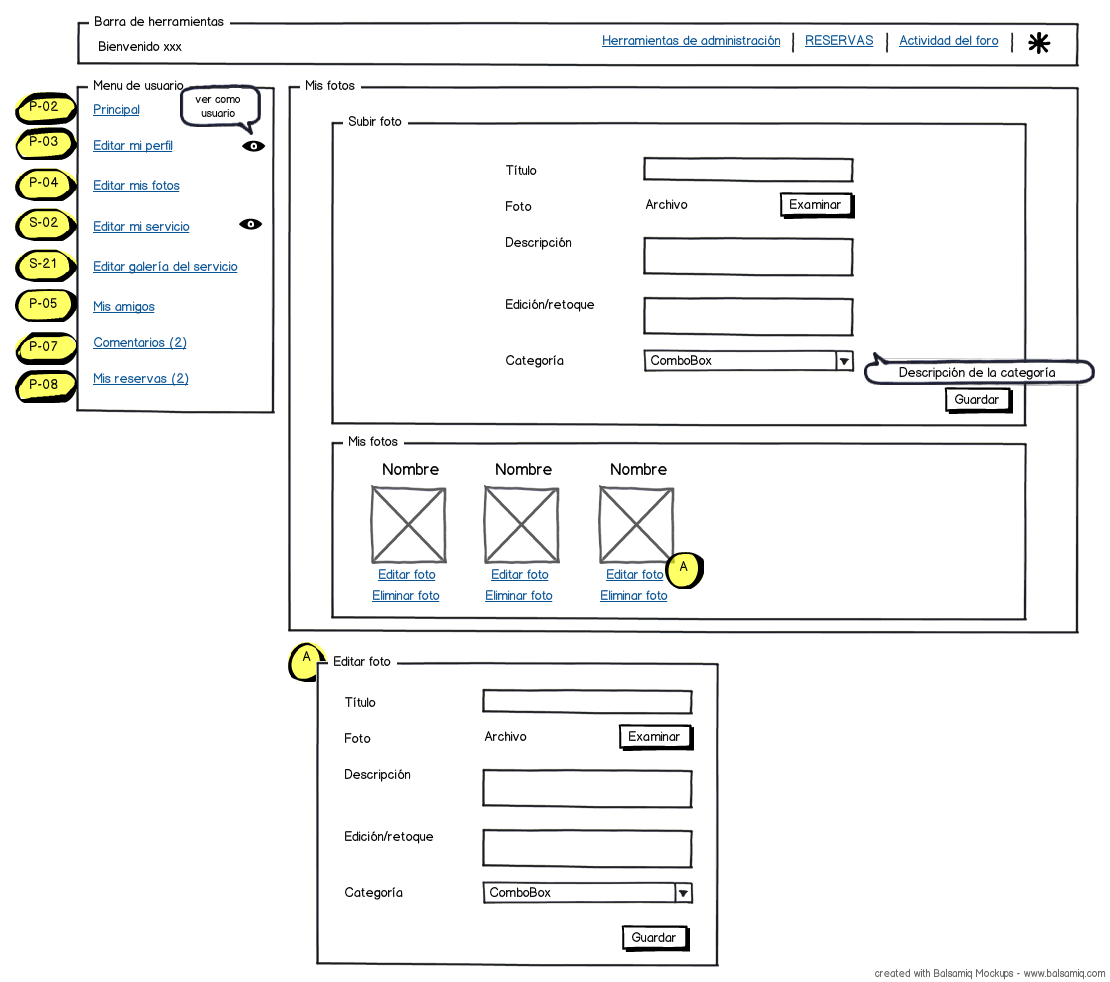 Barra de herramientas
Bienvenido xxx
Herramientas de administración
RESERVAS
Actividad del foro
Menu de usuario
ver como
usuario
P-02
Principal
P-03
Editar mi perfil
P-04
Editar mis fotos
S-02
Editar mi servicio
S-21
Editar galería del servicio
P-05
Mis amigos
P-07
Comentarios (2)
P-08
Mis reservas (2)
Mis fotos
Subir foto
Título
Foto
Archivo
Examinar
Descripción
Edición/retoque
Categoría
ComboBox
Descripción de la categoría
Guardar
Mis fotos
Nombre
Nombre
Nombre
Editar foto
Editar foto
Editar foto
A
Eliminar foto
Eliminar foto
Eliminar foto
A
Editar foto
Título
Foto
Archivo
Examinar
Descripción
Edición/retoque
Categoría
ComboBox
Guardar
created with Balsamiq Mockups - www.balsamiq.com